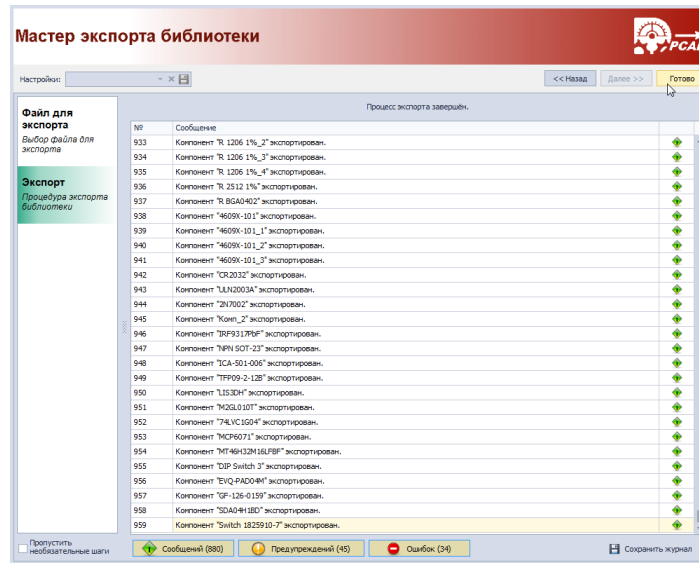 Мастер экспорта библиотеки
PCAD
Настройки:
<< Назад Далее >> Готово
Файл для
экспорта
Выбор файла для
экспорта
Экспорт
Процедура экспорта
библиотеки
Процесс экспорта завершён.
№ Сообщение
933 Компонент "R 1206 1%_2" экспортирован.
934 Компонент "R 1206 1%_3" экспортирован.
935 Компонент "R 1206 1%_4" экспортирован.
936 Компонент "R 2512 1%" экспортирован.
937 Компонент "R BGA0402" экспортирован.
938 Компонент "4609X-101" экспортирован.
939 Компонент "4609X-101_1" экспортирован.
940 Компонент "4609X-101_2" экспортирован.
941 Компонент "4609X-101_3" экспортирован.
942 Компонент "CR2032" экспортирован.
943 Компонент "ULN2003A" экспортирован.
944 Компонент "2N7002" экспортирован.
945 Компонент "Комп_2" экспортирован.
946 Компонент "IRF9317PbF" экспортирован.
947 Компонент "NPN SOT-23" экспортирован.
948 Компонент "ICA-501-006" экспортирован.
949 Компонент "TFP09-2-12B" экспортирован.
950 Компонент "LIS3DH" экспортирован.
951 Компонент "M2GL010T" экспортирован.
952 Компонент "74LVC1G04" экспортирован.
953 Компонент "MCP6071" экспортирован.
954 Компонент "MT46H32M16LFBF" экспортирован.
955 Компонент "DIP Switch 3" экспортирован.
956 Компонент "EVQ-PAD04M" экспортирован.
957 Компонент "GF-126-0159" экспортирован.
958 Компонент "SDA04H1BD" экспортирован.
959 Компонент "Switch 1825910-7" экспортирован.
Пропустить
необязательные шаги
Сообщений (880) Предупреждений (45) Ошибок (34) Сохранить журнал